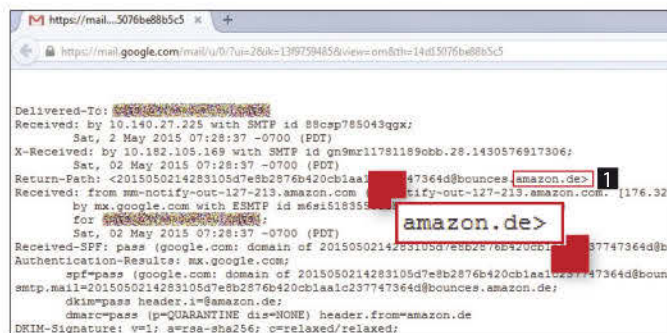 https://mail....5076be88b5c5 × +
https://mail.google.com/mail/u/0/?ui=2&ik=13f9759485&view=om&th=14d15076be88b5c5
Delivered-To:
Received: by 10.140.27.225 with SMTP id 88csp785043qgx;
Sat, 2 May 2015 07:28:37 -0700 (PDT)
X-Received: by 10.182.105.169 with SMTP id gn9mr11781189obb.28.1430576917306;
Sat, 02 May 2015 07:28:37 -0700 (PDT)
Return-Path: <2015050214283105d7e8b2876b420cb1aa 47364d@bounces.amazon.de> 1
Received: from mm-notify-out-127-213.amazon.com notify-out-127-213.amazon.com. [176.32
by mx.google.com with ESMTP id m6si518355
for ;
Sat, 02 May 2015 07:28:37 -0700 (PDT)
amazon.de>
Received-SPF: pass (google.com: domain of 2015050214283105d7e8b2876b420cb1aa1c237747364d@b
Authentication-Results: mx.google.com;
spf=pass (google.com: domain of 2015050214283105d7e8b2876b420cb1aa1c237747364d@boun
smtp.mail=2015050214283105d7e8b2876b420cb1aa1c237747364d@bounces.amazon.de;
dkim=pass header.i=@amazon.de;
dmarc=pass (p=QUARANTINE dis=NONE) header.from=amazon.de
DKIM-Signature: v=1; a=rsa-sha256; c=relaxed/relaxed;